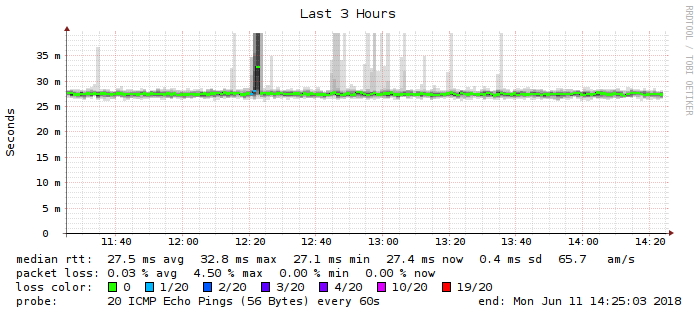 Last 3 Hours
RRDTOOL / TOBI OETIKER
Seconds
35 m
30 m
25 m
20 m
15 m
10 m
5 m
0
11:40 12:00 12:20 12:40 13:00 13:20 13:40 14:00 14:20
median rtt: 27.5 ms avg 32.8 ms max 27.1 ms min 27.4 ms now 0.4 ms sd 65.7 am/s
packet loss: 0.03 % avg 4.50 % max 0.00 % min 0.00 % now
loss color: 0 1/20 2/20 3/20 4/20 10/20 19/20
probe: 20 ICMP Echo Pings (56 Bytes) every 60s end: Mon Jun 11 14:25:03 2018